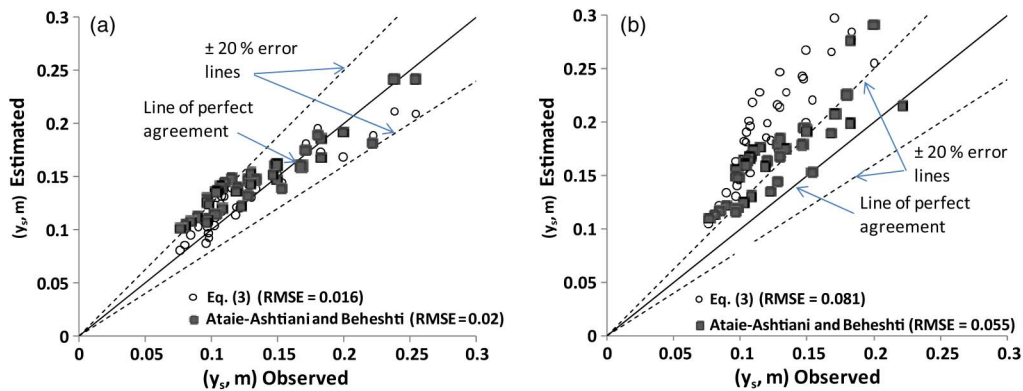 (a)
0.3
0.25
0.2
0.15
0.1
0.05
0
(yₛ, m) Estimated
± 20 % error
lines
Line of perfect
agreement
Eq. (3) (RMSE = 0.016)
Ataie-Ashtiani and Beheshti (RMSE=0.02)
0 0.05 0.1 0.15 0.2 0.25 0.3
(yₛ, m) Observed
(b)
0.3
0.25
0.2
0.15
0.1
0.05
0
(yₛ, m) Estimated
± 20 % error
lines
Line of perfect
agreement
Eq. (3) (RMSE = 0.081)
Ataie-Ashtiani and Beheshti (RMSE = 0.055)
0 0.05 0.1 0.15 0.2 0.25 0.3
(yₛ, m) Observed